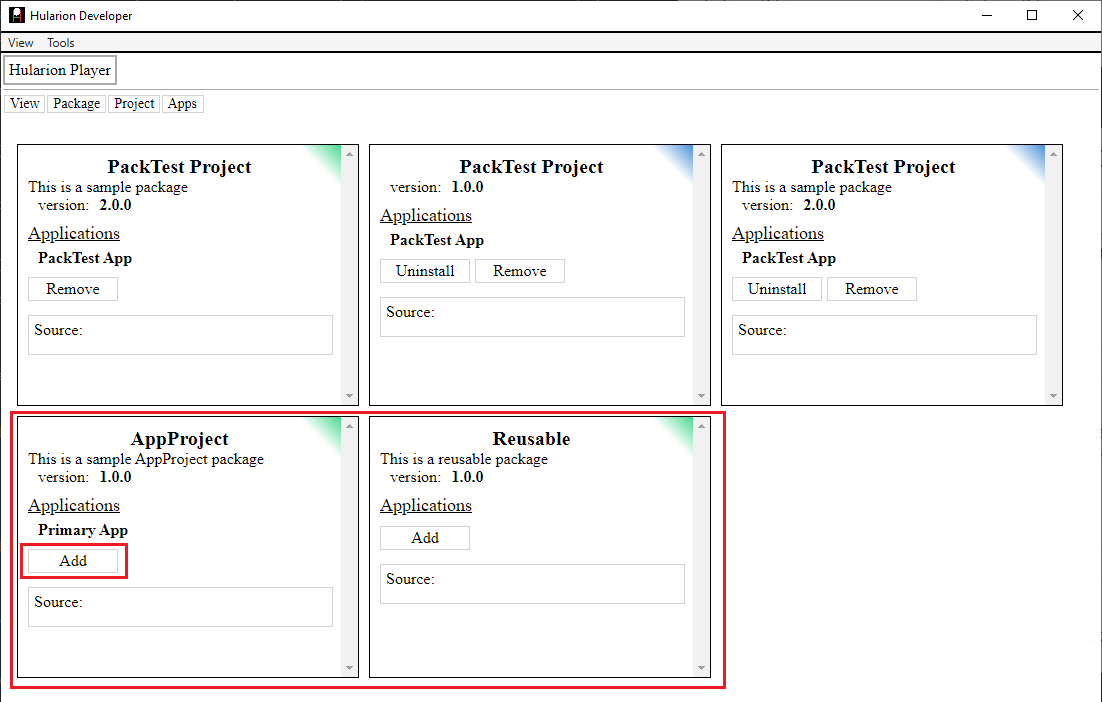 Hularion Developer
View Tools
Hularion Player
View Package Project Apps
PackTest Project
This is a sample package
version: 2.0.0
Applications
PackTest App
Remove
Source:
PackTest Project
version: 1.0.0
Applications
PackTest App
Uninstall Remove
Source:
PackTest Project
This is a sample package
version: 2.0.0
Applications
PackTest App
Uninstall Remove
Source:
AppProject
This is a sample AppProject package
version: 1.0.0
Applications
Primary App
Add
Source:
Reusable
This is a reusable package
version: 1.0.0
Applications
Add
Source: